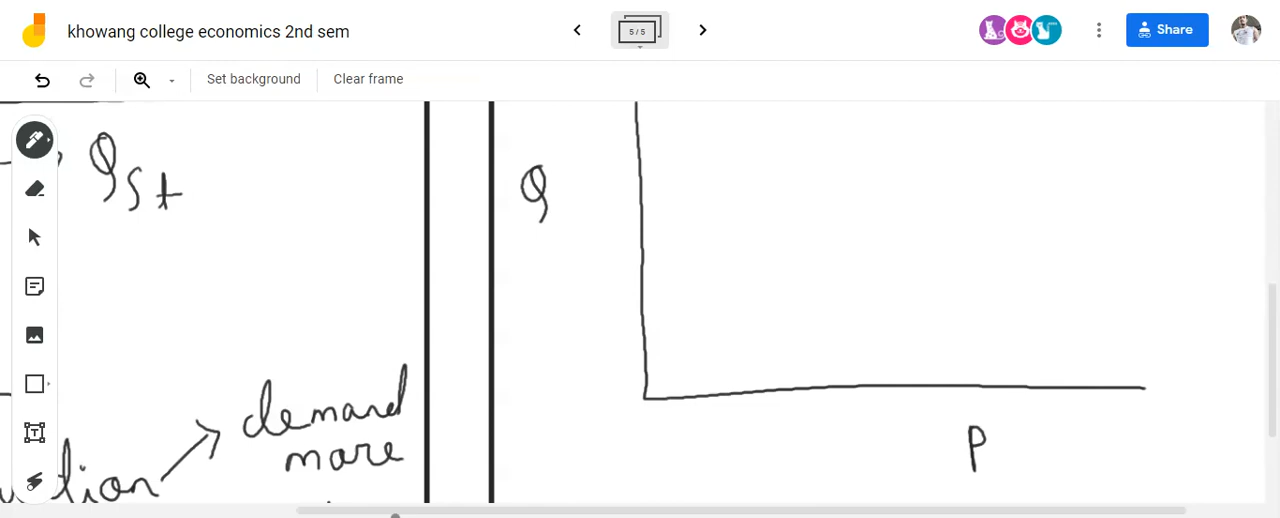 khowang college economics 2nd sem
5 / 5
Share
Set background
Clear frame
Qst
Q
demand
more
P